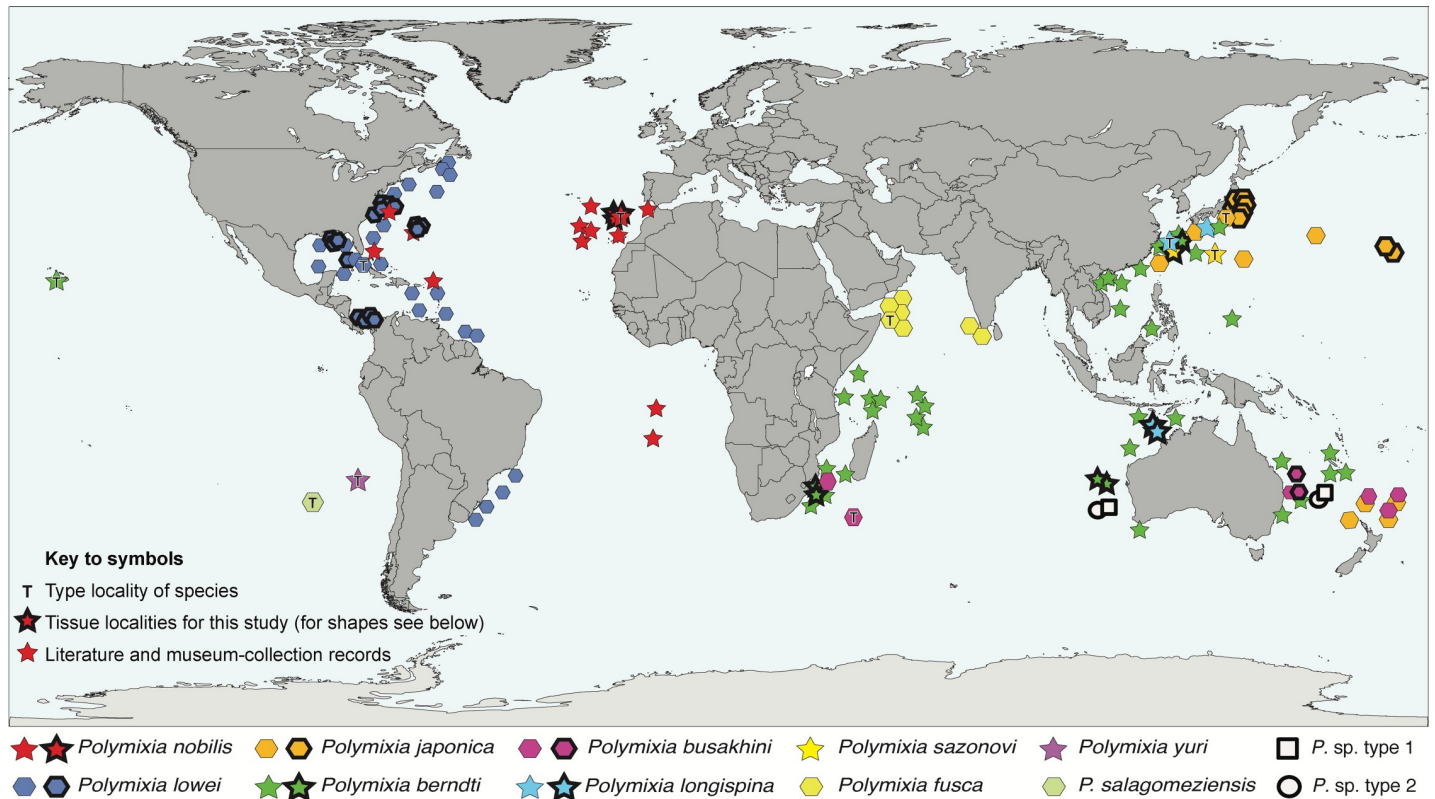 T
T
T
T
T
T
T
T
T
T
Key to symbols
T Type locality of species
Tissue localities for this study (for shapes see below)
Literature and museum-collection records
Polymixia nobilis Polymixia japonica Polymixia busakhini Polymixia sazonovi Polymixia yuri P. sp. type 1
Polymixia lowei Polymixia berndti Polymixia longispina Polymixia fusca P. salagomeziensis P. sp. type 2